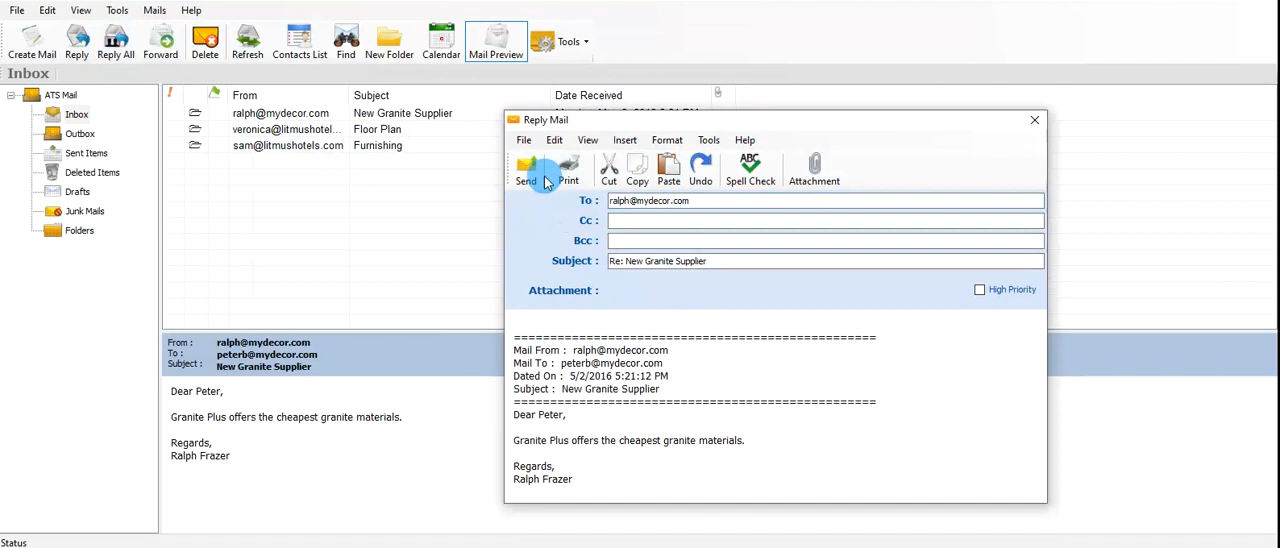 File Edit View Tools Mails Help
Create Mail Reply Reply All Forward Delete Refresh Contacts List Find New Folder Calendar Mail Preview Tools
Inbox
ATS Mail
Inbox
Outbox
Sent Items
Deleted Items
Drafts
Junk Mails
Folders
From Subject Date Received
ralph@mydecor.com New Granite Supplier
veronica@litmushotels.... Floor Plan
sam@litmushotels.com Furnishing
From : ralph@mydecor.com
To : peterb@mydecor.com
Subject : New Granite Supplier
Dear Peter,
Granite Plus offers the cheapest granite materials.
Regards,
Ralph Frazer
Reply Mail
File Edit View Insert Format Tools Help
Send Print Cut Copy Paste Undo ABC Spell Check Attachment
To : ralph@mydecor.com
Cc :
Bcc :
Subject : Re: New Granite Supplier
Attachment : High Priority
==================================================
Mail From : ralph@mydecor.com
Mail To : peterb@mydecor.com
Dated On : 5/2/2016 5:21:12 PM
Subject : New Granite Supplier
==================================================
Dear Peter,
Granite Plus offers the cheapest granite materials.
Regards,
Ralph Frazer
Status